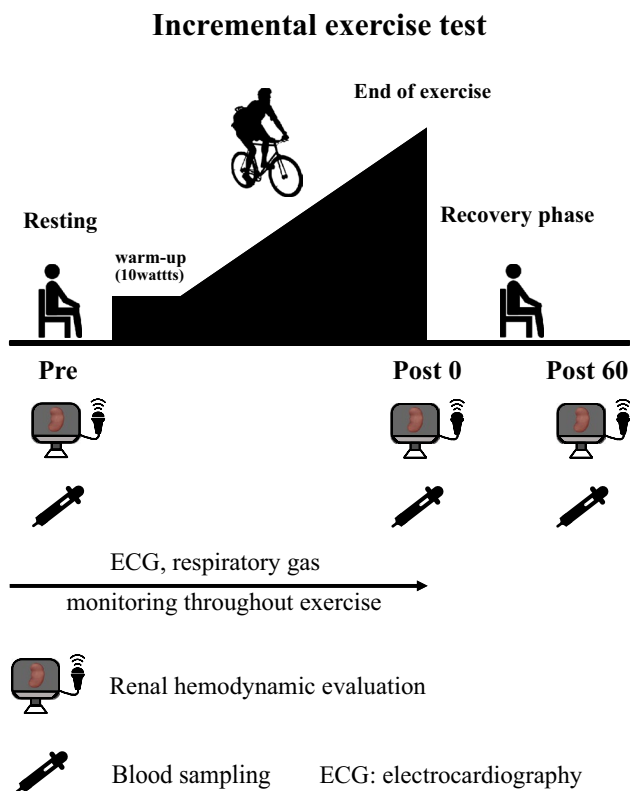 Incremental exercise test
End of exercise
Resting
Recovery phase
warm-up
(10wattts)
Pre
Post 0
Post 60
ECG, respiratory gas
monitoring throughout exercise
Renal hemodynamic evaluation
Blood sampling
ECG: electrocardiography